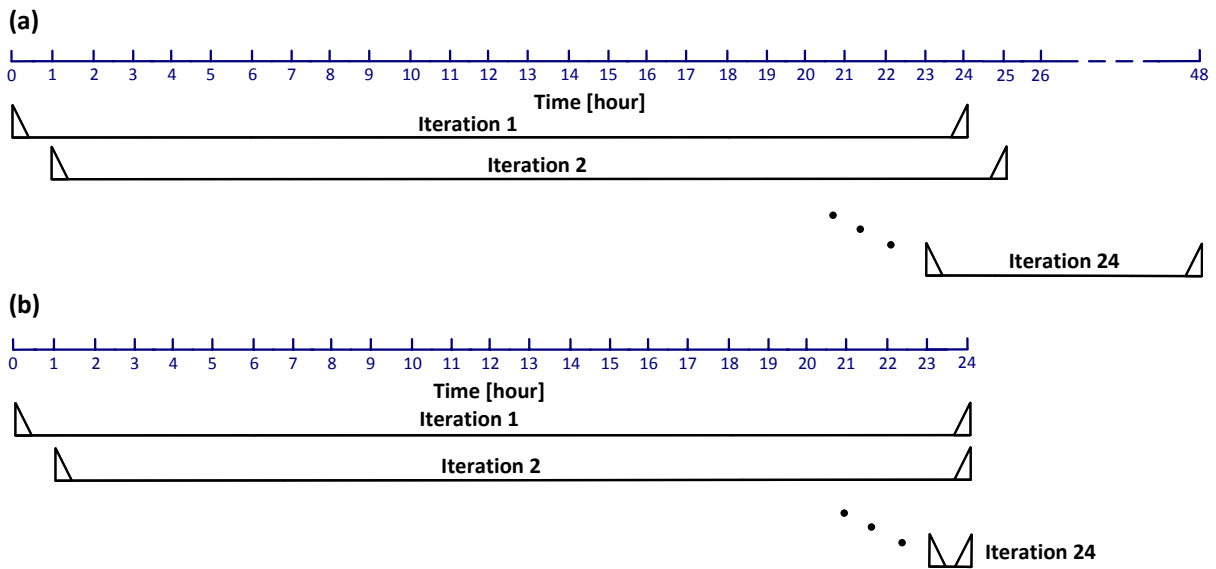 (a)
0 1 2 3 4 5 6 7 8 9 10 11 12 13 14 15 16 17 18 19 20 21 22 23 24 25 26 48
Time [hour]
Iteration 1
Iteration 2
Iteration 24
(b)
0 1 2 3 4 5 6 7 8 9 10 11 12 13 14 15 16 17 18 19 20 21 22 23 24
Time [hour]
Iteration 1
Iteration 2
Iteration 24